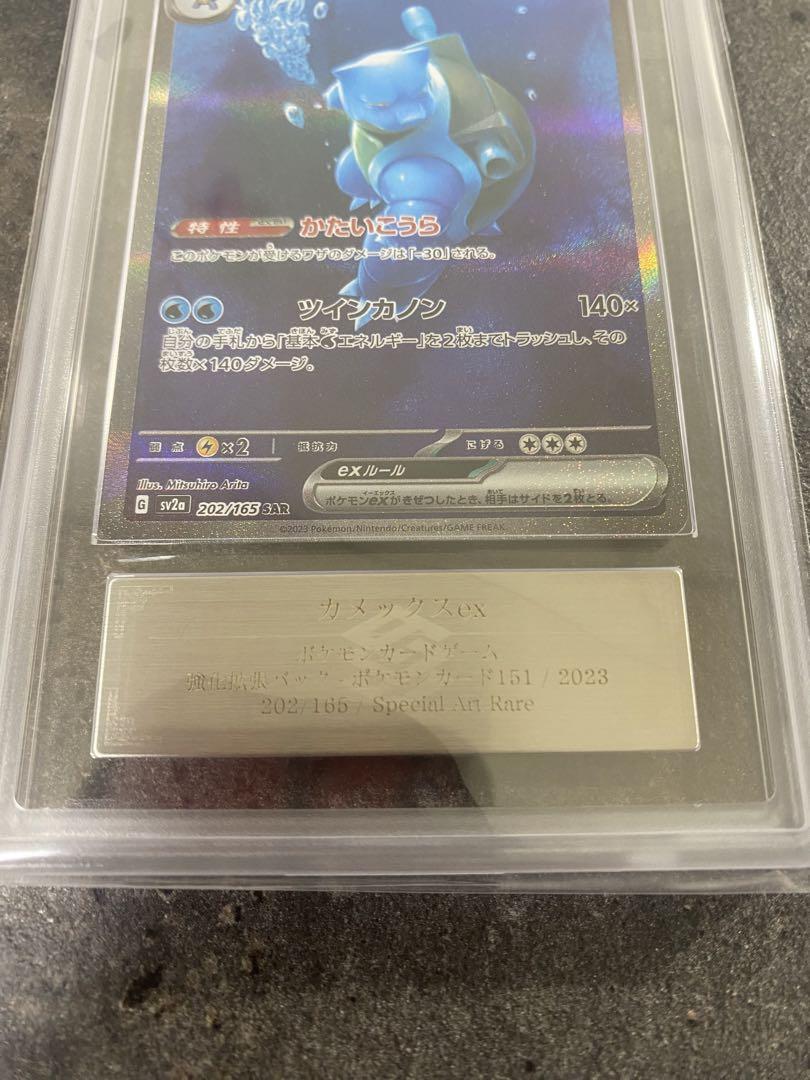 特性 かたいこうら
このポケモンが受けるワザのダメージは「-30」される。
ツインカノン 140×
自分の手札から「基本エネルギー」を2枚までトラッシュし、その
枚数×140ダメージ。
弱点 ×2 抵抗力 にげる
exルール
ポケモンexがきぜつしたとき、相手はサイドを2枚とる。
Illus. Mitsuhiro Arita
G sv2a 202/165 SAR
©2023 Pokémon/Nintendo/Creatures/GAME FREAK.
カメックスex
ポケモンカードゲーム
強化拡張パック - ポケモンカード151 / 2023
202/165 / Special Art Rare